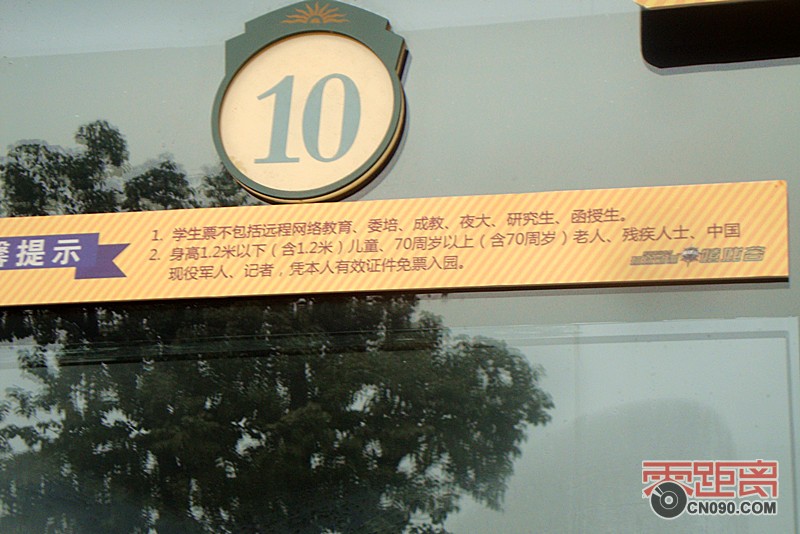 10
1. 学生票不包括远程网络教育、委培、成教、夜大、研究生、函授生。
馨提示
2. 身高1.2米以下（含1.2米）儿童、70周岁以上（含70周岁）老人、残疾人士、中国
现役军人、记者，凭本人有效证件免票入园。
零距离
CN090.COM